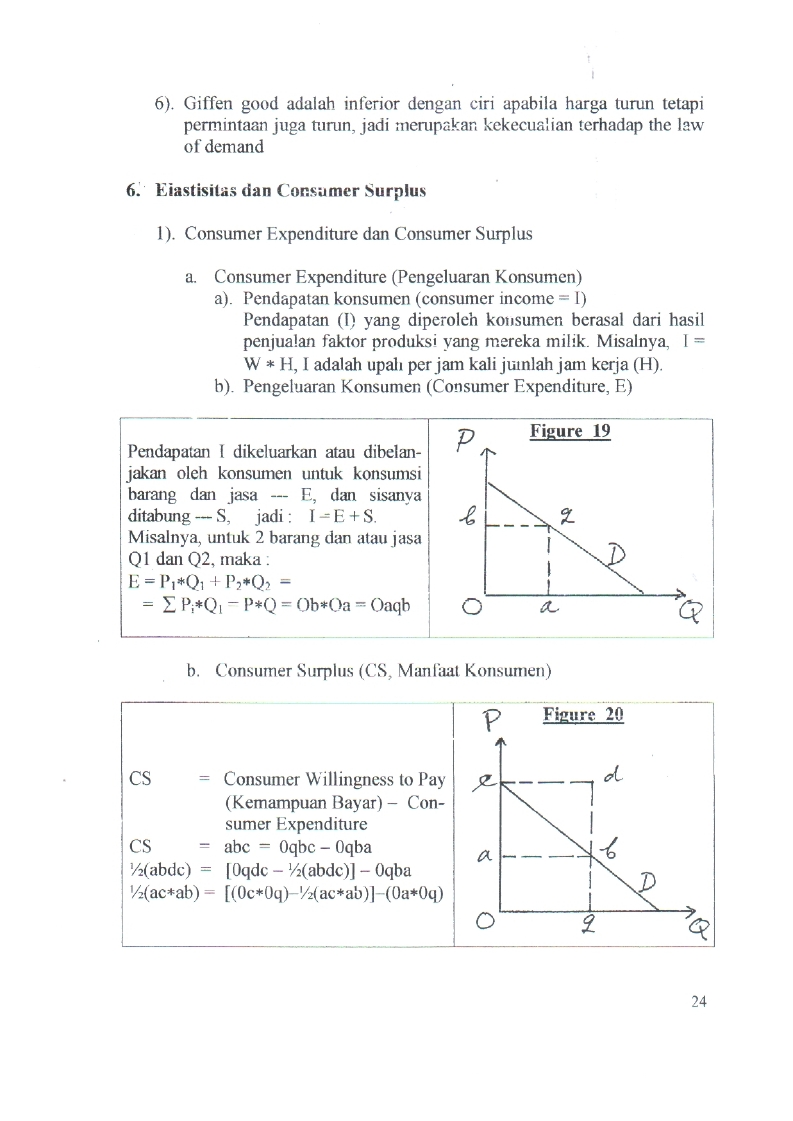 6). Giffen good adalah inferior dengan ciri apabila harga turun tetapi
permintaan juga turun, jadi merupakan kekecualian terhadap the law
of demand
6. Elastisitas dan Consumer Surplus
1). Consumer Expenditure dan Consumer Surplus
a. Consumer Expenditure (Pengeluaran Konsumen)
a). Pendapatan konsumen (consumer income = I)
Pendapatan (I) yang diperoleh konsumen berasal dari hasil
penjualan faktor produksi yang mereka milik. Misalnya, I =
W * H, I adalah upah per jam kali jumlah jam kerja (H).
b). Pengeluaran Konsumen (Consumer Expenditure, E)
Pendapatan I dikeluarkan atau dibelan-
jakan oleh konsumen untuk konsumsi
barang dan jasa --- E, dan sisanya
ditabung --- S, jadi : I = E + S.
Misalnya, untuk 2 barang dan atau jasa
Q1 dan Q2, maka :
E = P₁*Q₁ + P₂*Q₂ =
= ∑ Pᵢ*Q₁ = P*Q = Ob*Oa = Oaqb
Figure 19
P
b
q
D
O
a
Q
b. Consumer Surplus (CS, Manfaat Konsumen)
CS = Consumer Willingness to Pay
(Kemampuan Bayar) – Con-
sumer Expenditure
CS = abc = 0qbc – 0qba
½(abdc) = [0qdc – ½(abdc)] – 0qba
½(ac*ab) = [(0c*0q)–½(ac*ab)]–(0a*0q)
Figure 20
P
c
d
a
b
D
O
q
Q
24